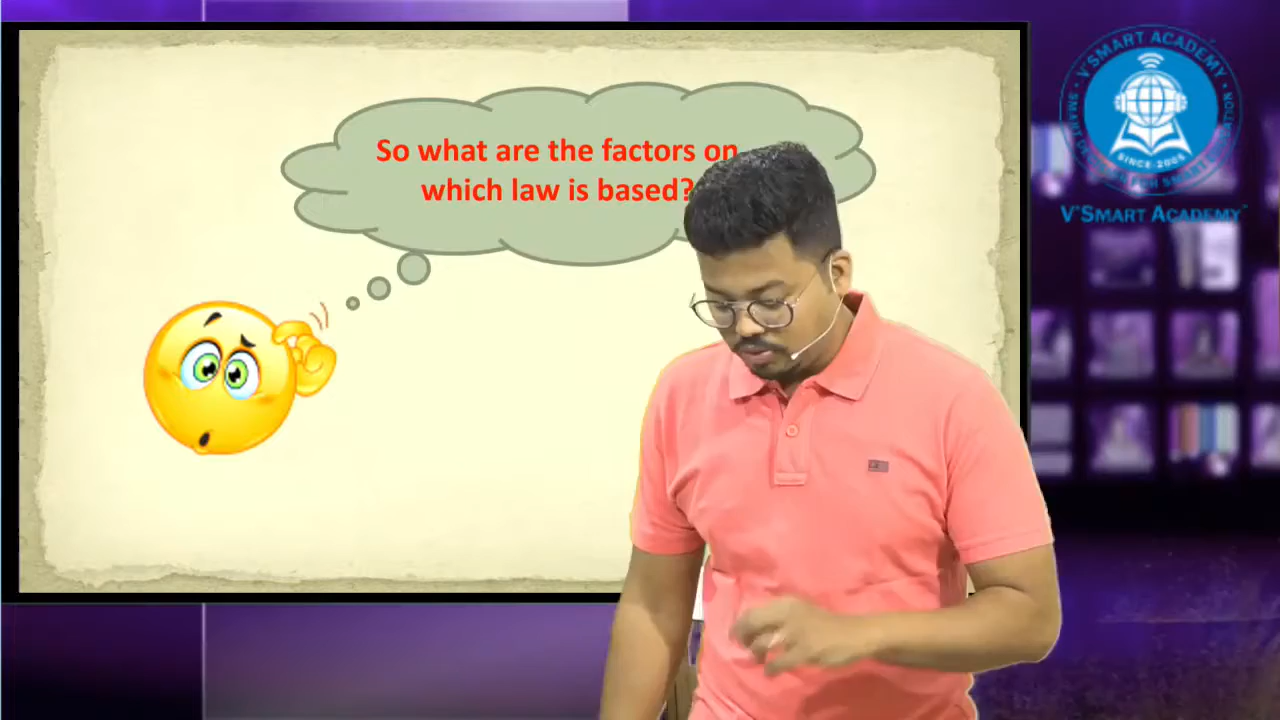 So what are the factors on
which law is based?
V'SMART ACADEMY
SINCE 2005
V'SMART ACADEMY